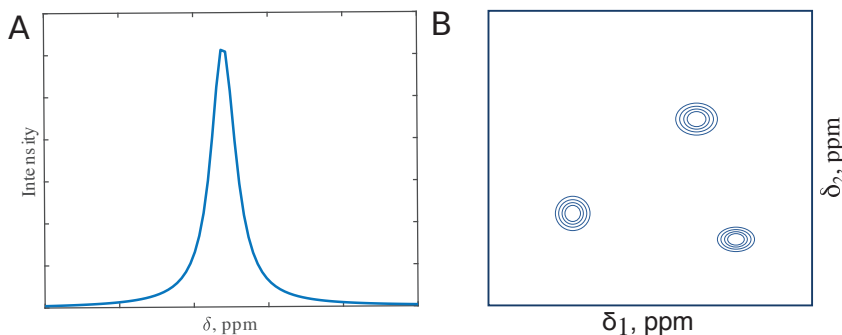 A
Intensity
δ, ppm
B
δ2, ppm
δ1, ppm